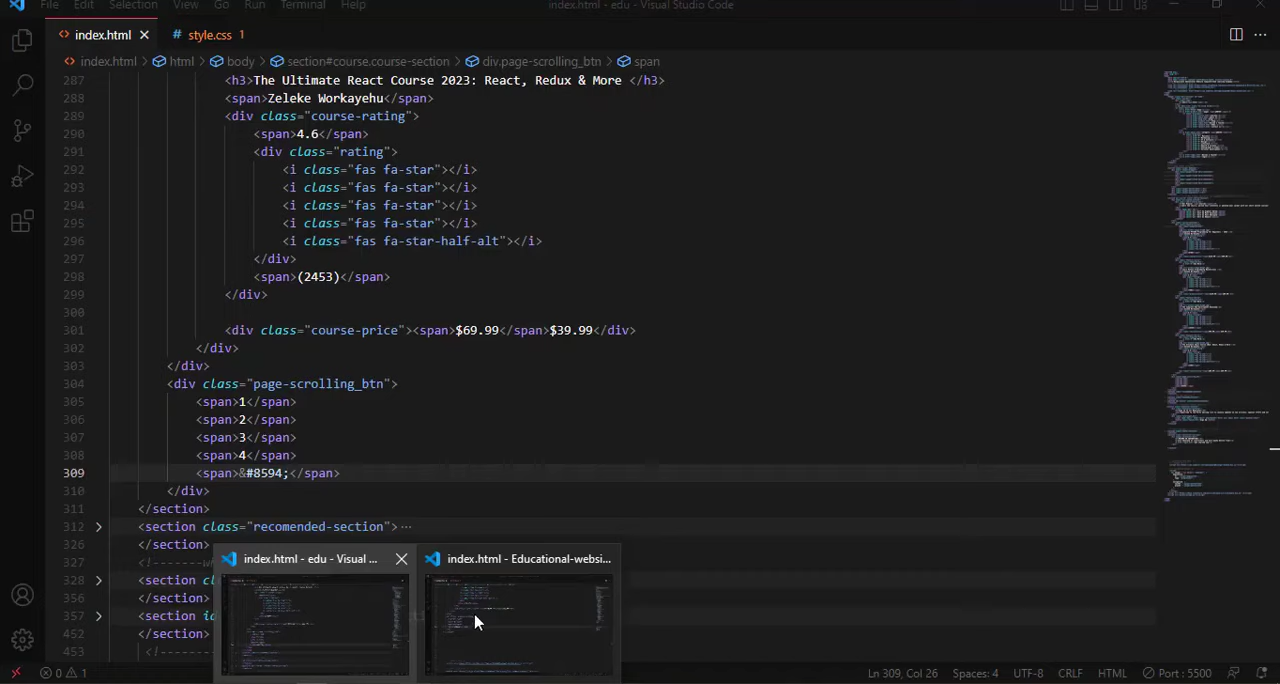 File Edit Selection View Go Run Terminal Help index.html - edu - Visual Studio Code
index.html style.css 1
index.html > html > body > section#course.course-section > div.page-scrolling_btn > span
287 <h3>The Ultimate React Course 2023: React, Redux & More </h3>
288 <span>Zeleke Workayehu</span>
289 <div class="course-rating">
290 <span>4.6</span>
291 <div class="rating">
292 <i class="fas fa-star"></i>
293 <i class="fas fa-star"></i>
294 <i class="fas fa-star"></i>
295 <i class="fas fa-star"></i>
296 <i class="fas fa-star-half-alt"></i>
297 </div>
298 <span>(2453)</span>
299 </div>
300
301 <div class="course-price"><span>$69.99</span>$39.99</div>
302 </div>
303 </div>
304 <div class="page-scrolling_btn">
305 <span>1</span>
306 <span>2</span>
307 <span>3</span>
308 <span>4</span>
309 <span>&#8594;</span>
310 </div>
311 </section>
312 <section class="recomended-section">…
326 </section>
327
328 <section
356 </section>
357 <section
452 </section>
index.html - edu - Visual ...
index.html - Educational-websi...
0 1 Ln 309, Col 26 Spaces: 4 UTF-8 CRLF HTML Port : 5500